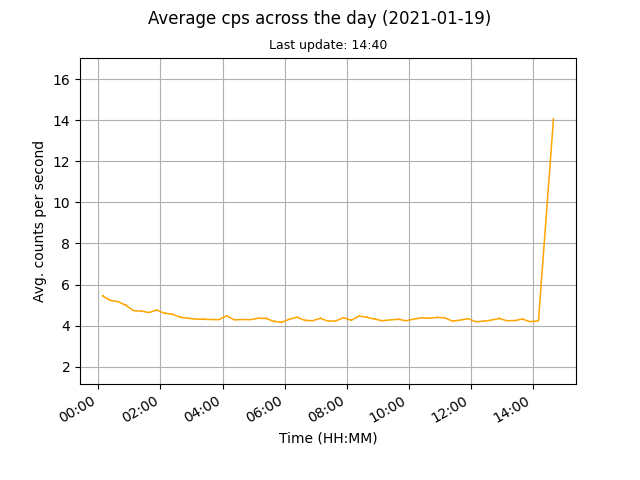 Average cps across the day (2021-01-19)
Last update: 14:40
16
14
12
10
8
6
4
2
Avg. counts per second
00:00 02:00 04:00 06:00 08:00 10:00 12:00 14:00
Time (HH:MM)